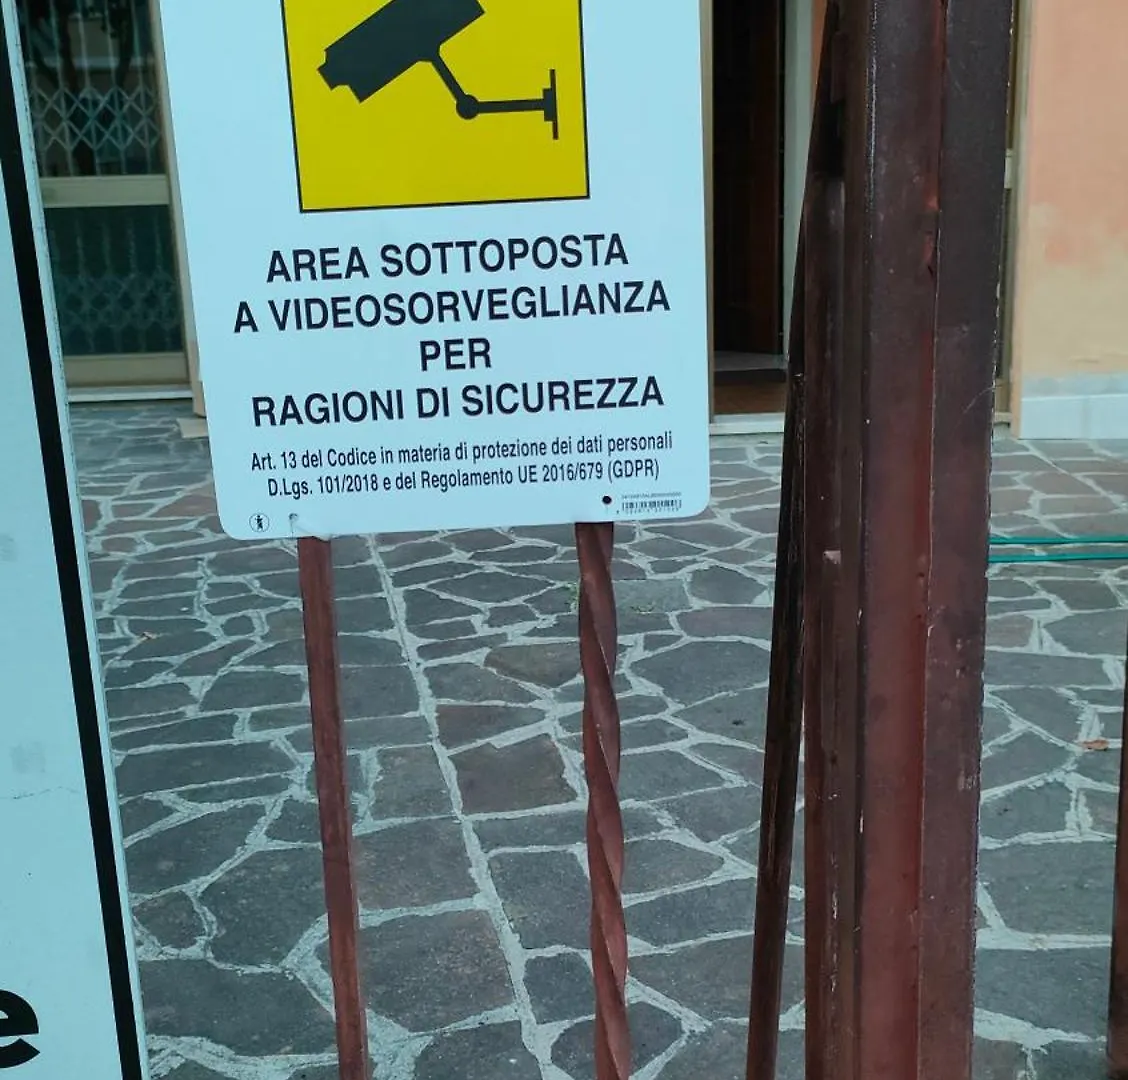 AREA SOTTOPOSTA
A VIDEOSORVEGLIANZA
PER
RAGIONI DI SICUREZZA
Art. 13 del Codice in materia di protezione dei dati personali
D.Lgs. 101/2018 e del Regolamento UE 2016/679 (GDPR)
e